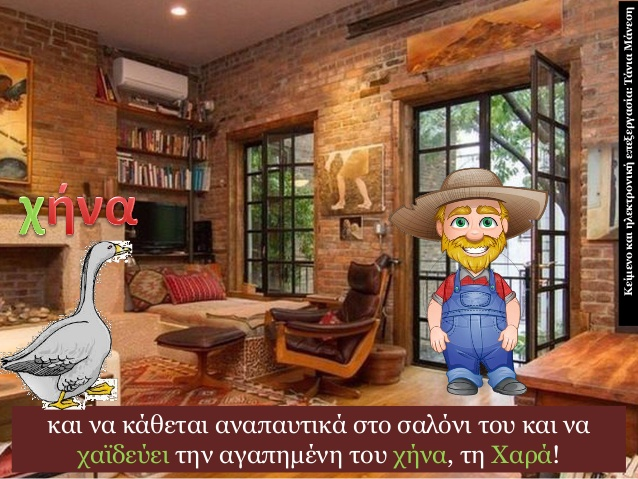 Κείμενο και ηλεκτρονική επεξεργασία: Τάνια Μάνεση
χήνα
και να κάθεται αναπαυτικά στο σαλόνι του και να
χαϊδεύει την αγαπημένη του χήνα, τη Χαρά!